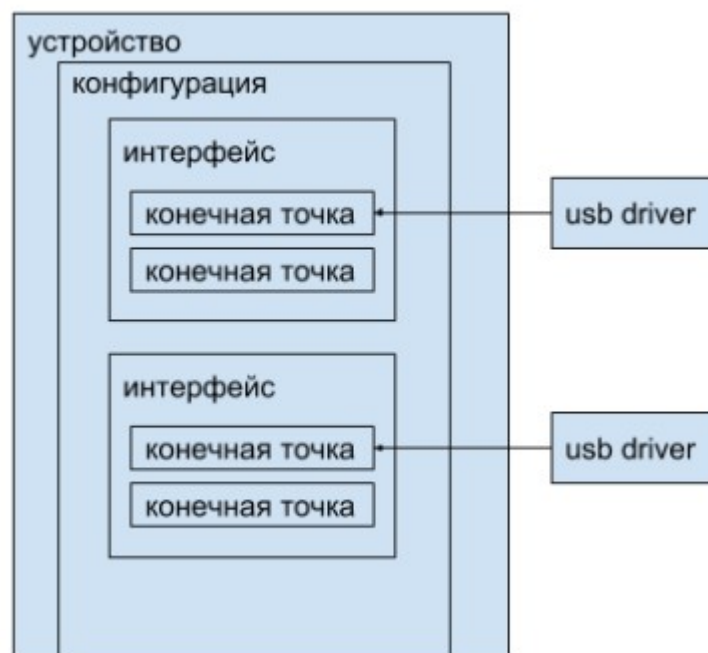 устройство
конфигурация
интерфейс
конечная точка
usb driver
конечная точка
интерфейс
конечная точка
usb driver
конечная точка